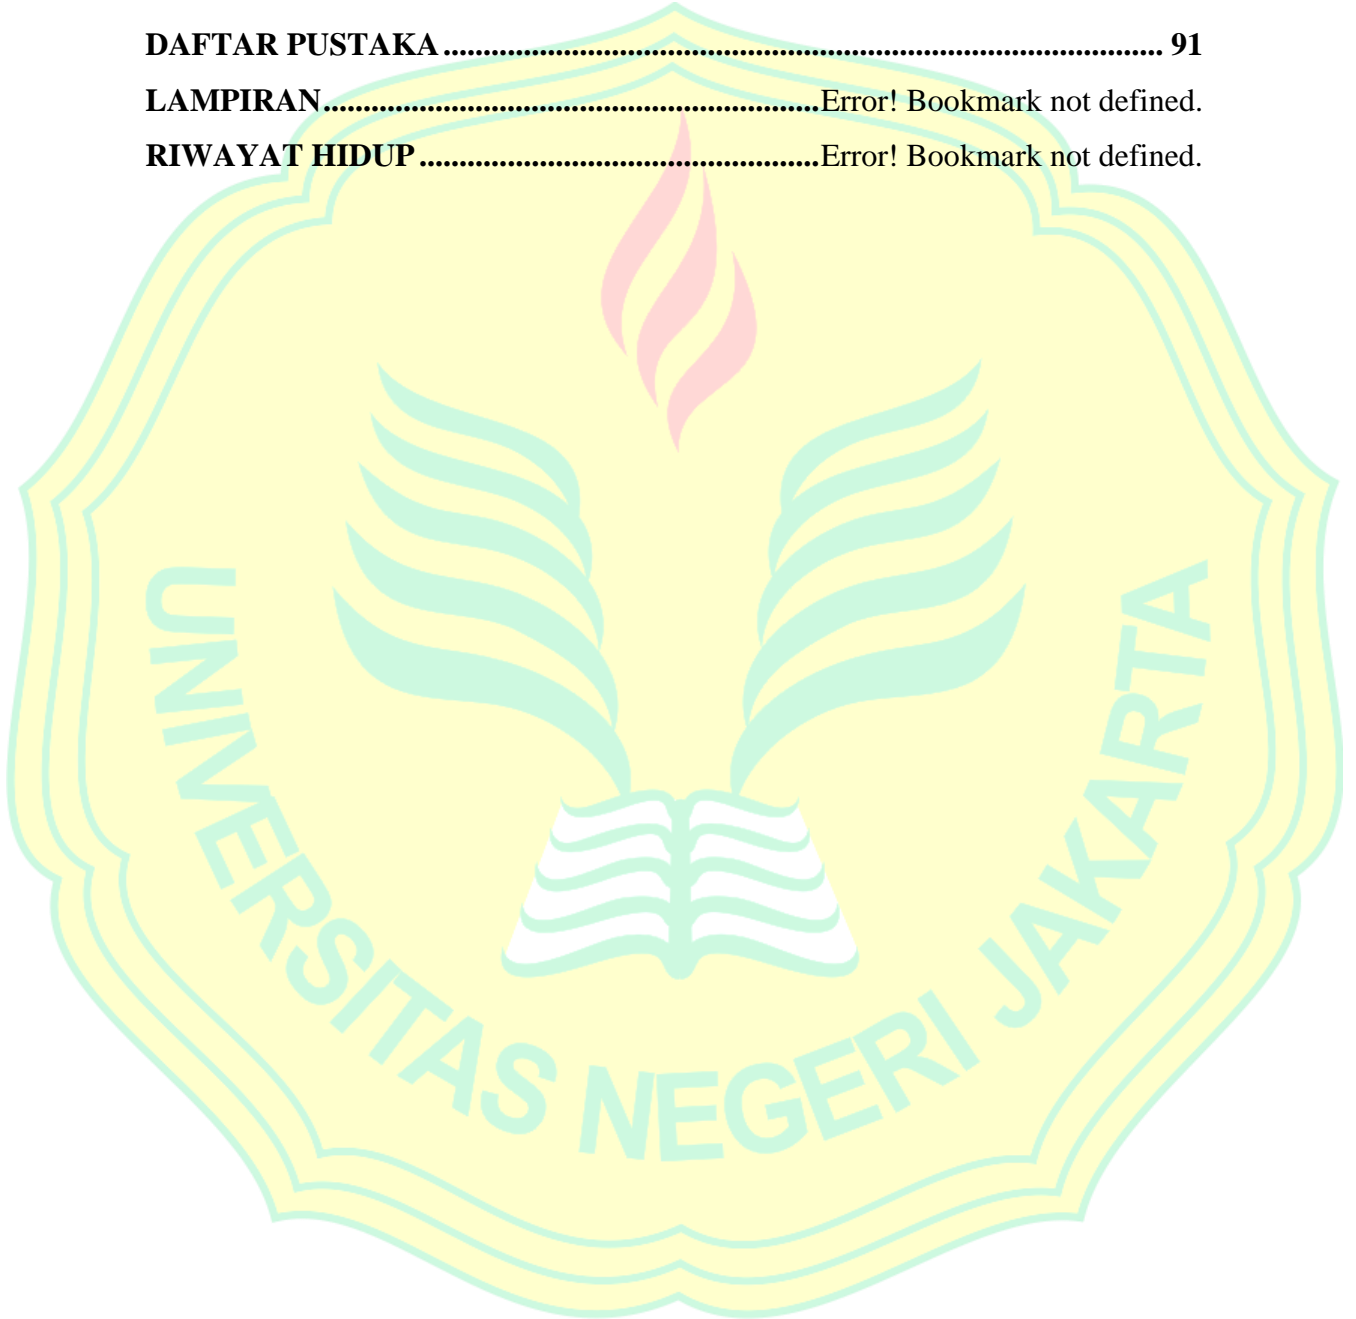 DAFTAR PUSTAKA.......................................................................................... 91
LAMPIRAN..............................................................Error! Bookmark not defined.
RIWAYAT HIDUP..................................................Error! Bookmark not defined.
UNIVERSITAS NEGERI JAKARTA